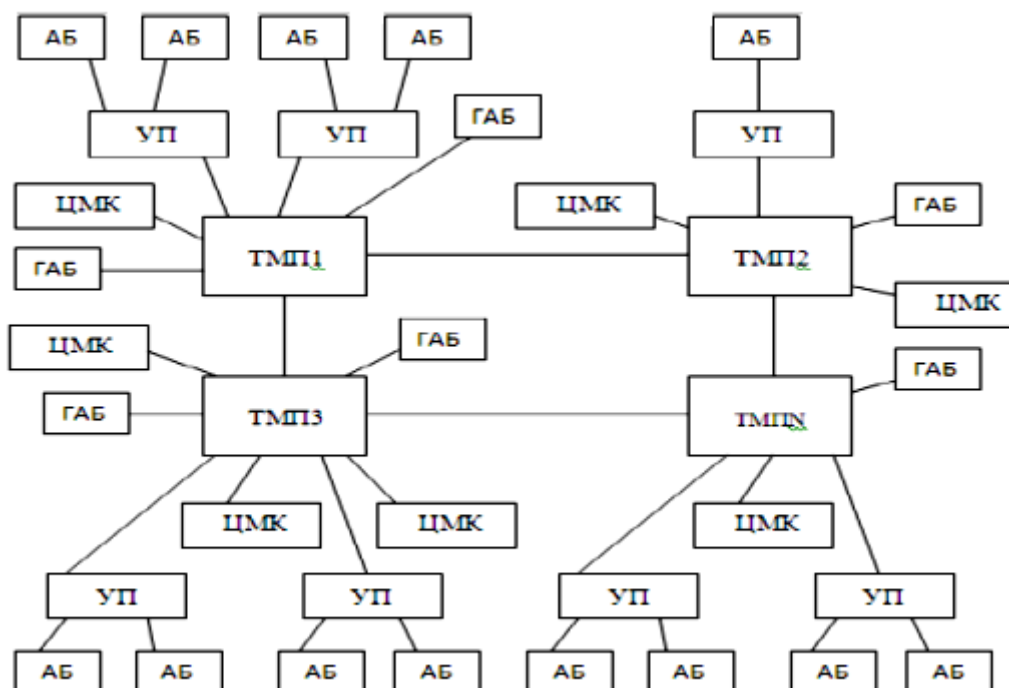 АБ АБ АБ АБ АБ
УП УП ГАБ УП
ЦМК ЦМК ГАБ
ТМП1 ТМП2
ГАБ
ЦМК
ЦМК ГАБ
ГАБ
ГАБ ТМП3 ТМПN
ЦМК ЦМК ЦМК
УП УП УП УП
АБ АБ АБ АБ АБ АБ АБ АБ